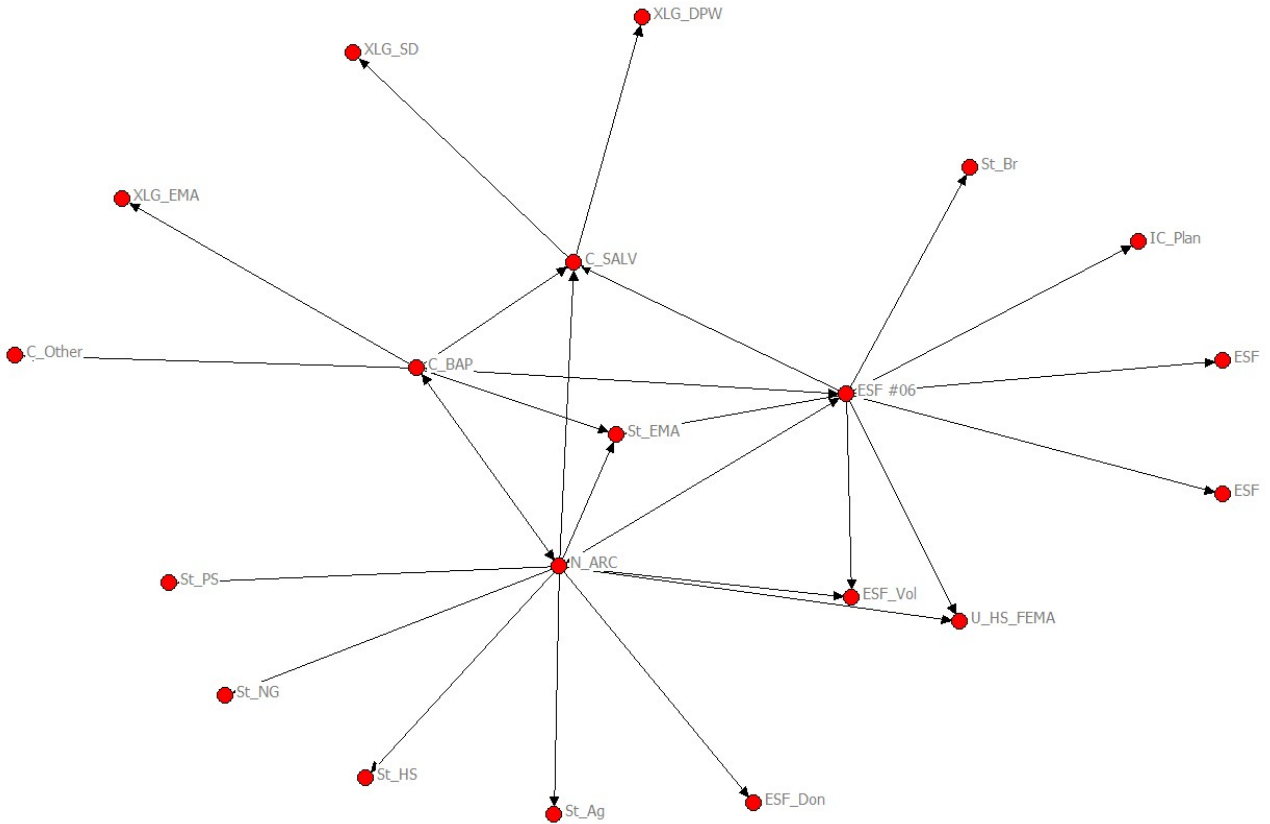 XLG_DPW
XLG_SD
St_Br
XLG_EMA
IC_Plan
C_SALV
C_Other
ESF
C_BAP
ESF #06
St_EMA
ESF
N_ARC
St_PS
ESF_Vol
U_HS_FEMA
St_NG
St_HS
ESF_Don
St_Ag